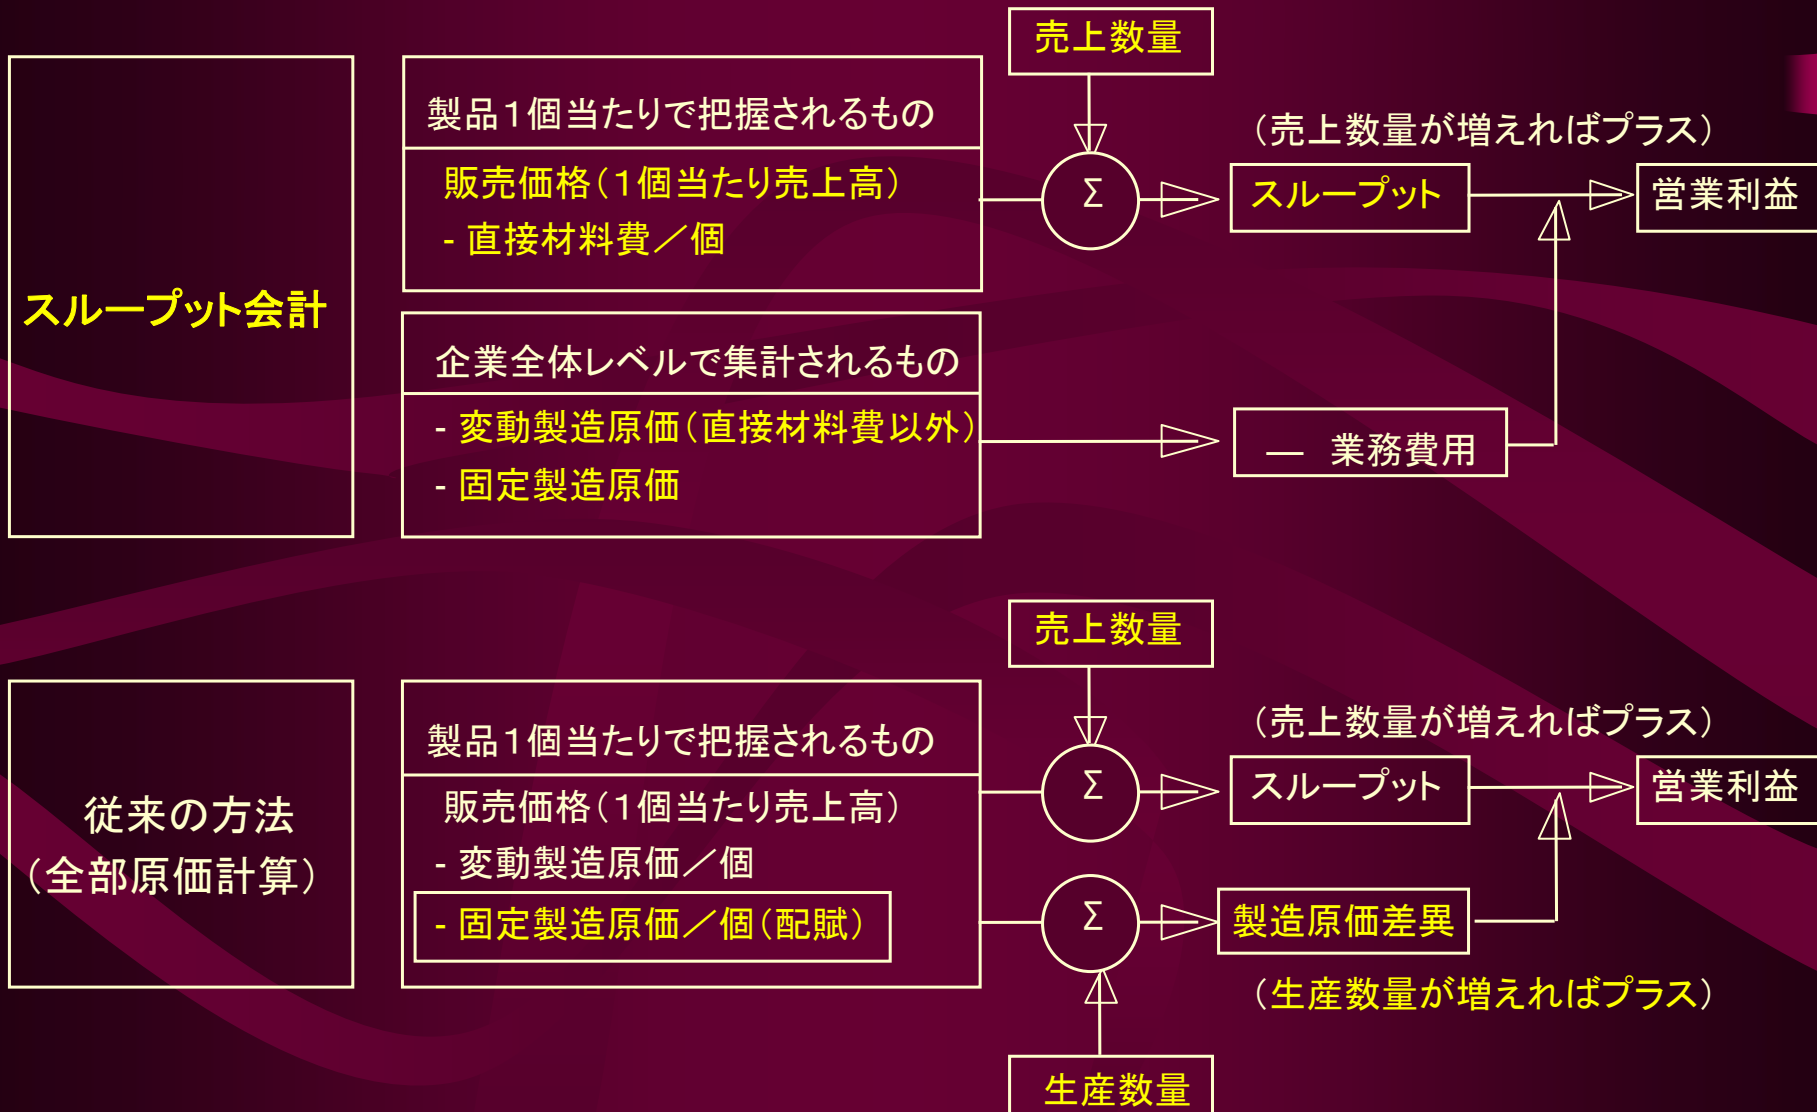 売上数量
製品1個当たりで把握されるもの
(売上数量が増えればプラス)
販売価格(1個当たり売上高)
- 直接材料費/個
Σ
スループット
営業利益
スループット会計
企業全体レベルで集計されるもの
- 変動製造原価(直接材料費以外)
- 固定製造原価
― 業務費用
売上数量
従来の方法
(全部原価計算)
製品1個当たりで把握されるもの
(売上数量が増えればプラス)
販売価格(1個当たり売上高)
- 変動製造原価/個
- 固定製造原価/個(配賦)
Σ
スループット
営業利益
Σ
製造原価差異
(生産数量が増えればプラス)
生産数量